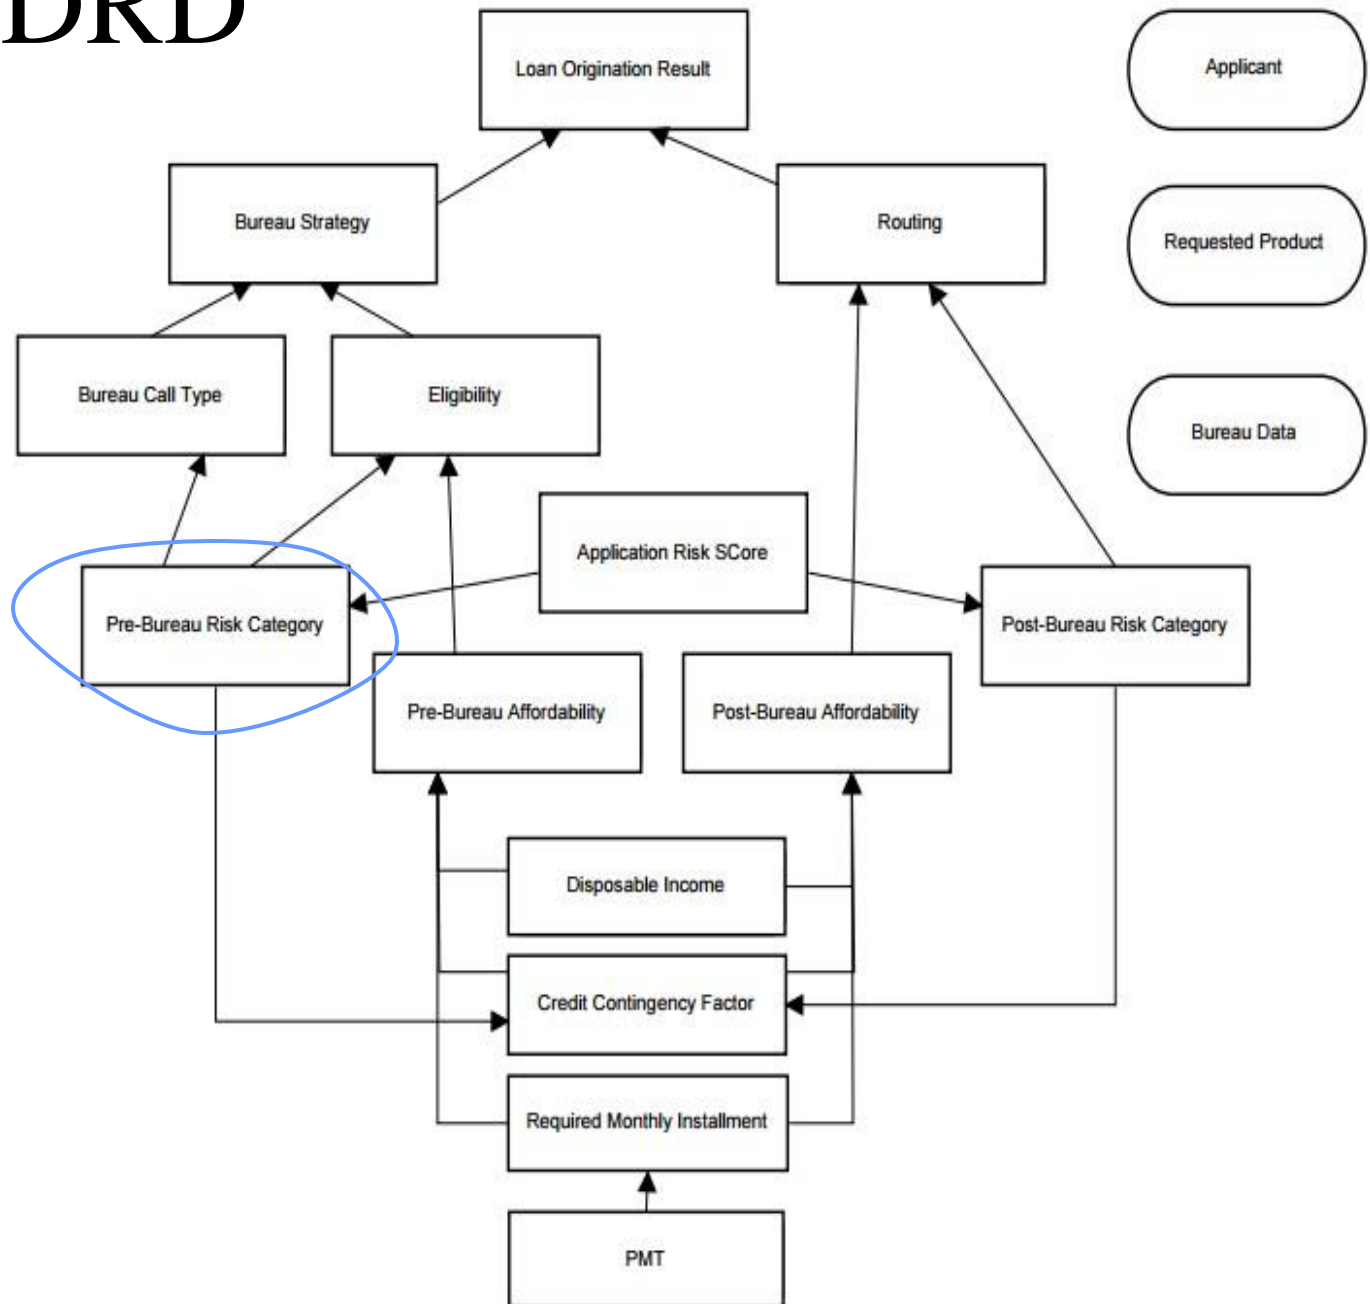 DRD
Loan Origination Result
Applicant
Bureau Strategy
Routing
Requested Product
Bureau Call Type
Eligibility
Bureau Data
Application Risk SCore
Pre-Bureau Risk Category
Post-Bureau Risk Category
Pre-Bureau Affordability
Post-Bureau Affordability
Disposable Income
Credit Contingency Factor
Required Monthly Installment
PMT